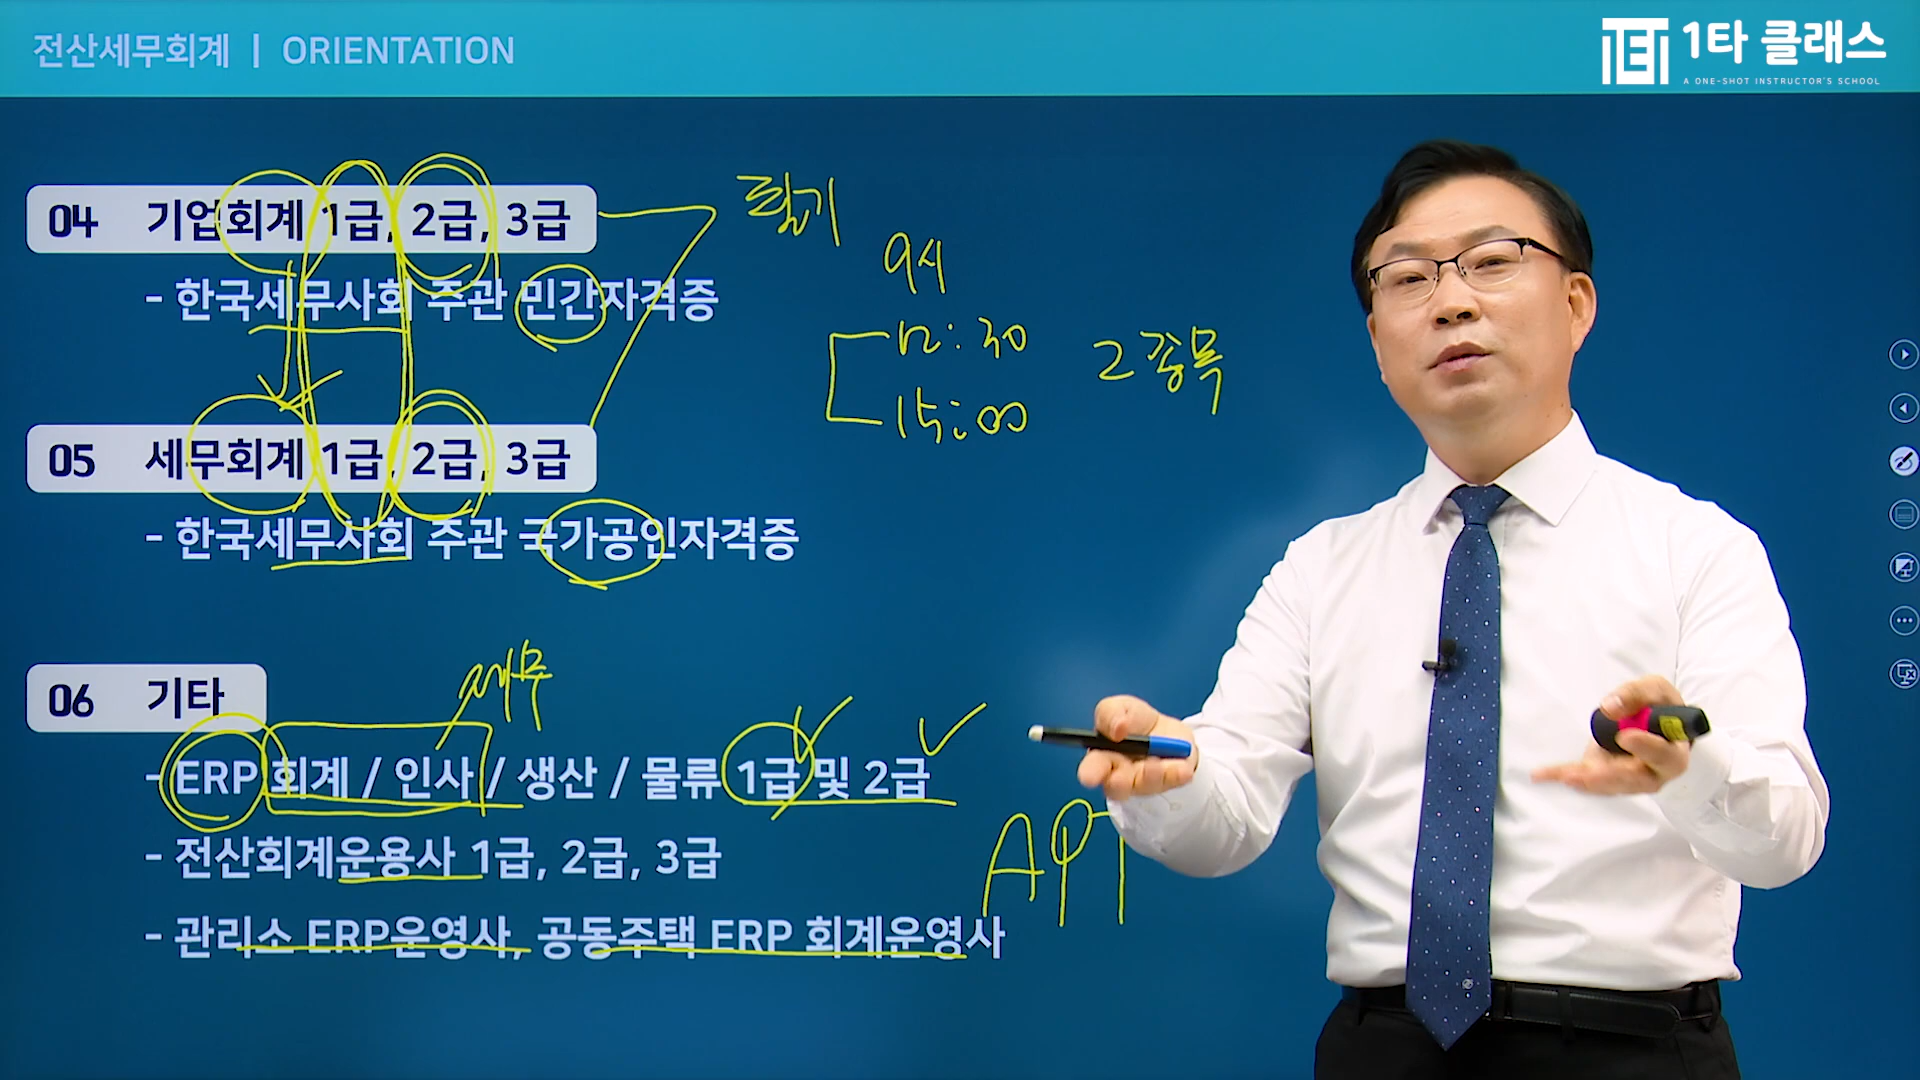 전산세무회계 | ORIENTATION
1타 클래스
A ONE-SHOT INSTRUCTOR'S SCHOOL
04 기업회계 1급, 2급, 3급
필기
9시
- 한국세무사회 주관 민간자격증
12:30
2종목
15:00
05 세무회계 1급, 2급, 3급
- 한국세무사회 주관 국가공인자격증
06 기타
세무
- ERP 회계 / 인사 / 생산 / 물류 1급 및 2급
APT
- 전산회계운용사 1급, 2급, 3급
- 관리소 ERP운영사, 공동주택 ERP 회계운영사